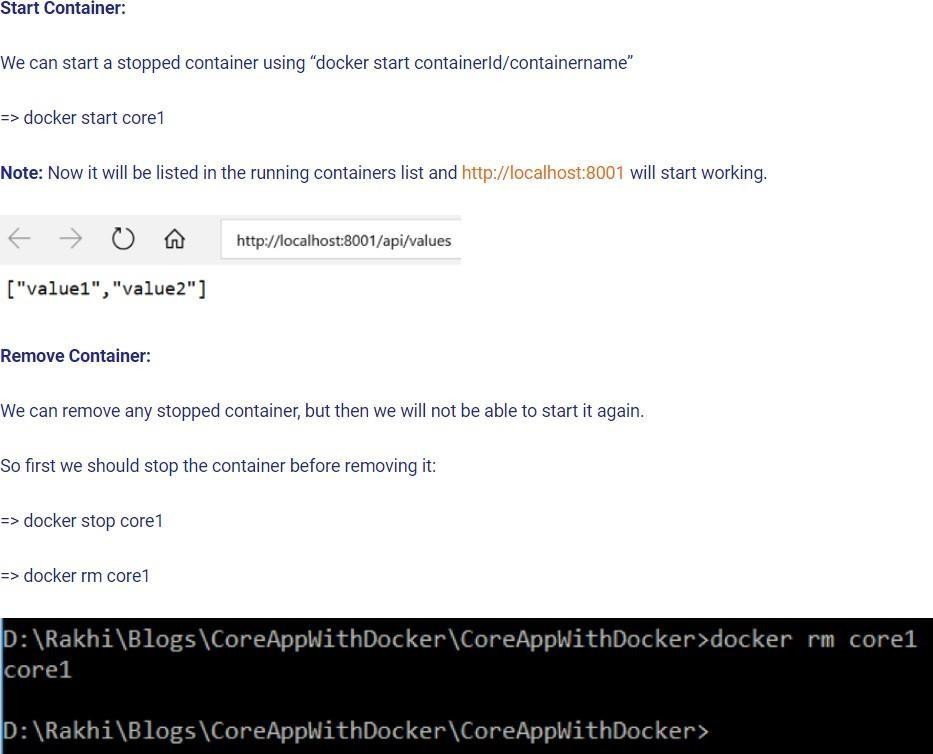 Start Container:
We can start a stopped container using “docker start containerId/containername”
=> docker start core1
Note: Now it will be listed in the running containers list and http://localhost:8001 will start working.
http://localhost:8001/api/values
["value1","value2"]
Remove Container:
We can remove any stopped container, but then we will not be able to start it again.
So first we should stop the container before removing it:
=> docker stop core1
=> docker rm core1
D:\Rakhi\Blogs\CoreAppWithDocker\CoreAppWithDocker>docker rm core1
core1
D:\Rakhi\Blogs\CoreAppWithDocker\CoreAppWithDocker>